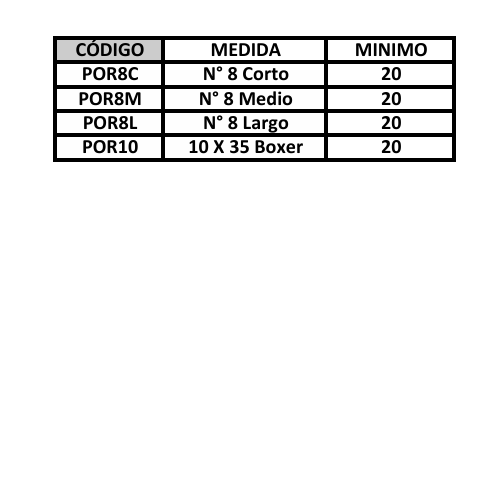 CÓDIGO MEDIDA MINIMO
POR8C N° 8 Corto 20
POR8M N° 8 Medio 20
POR8L N° 8 Largo 20
POR10 10 X 35 Boxer 20